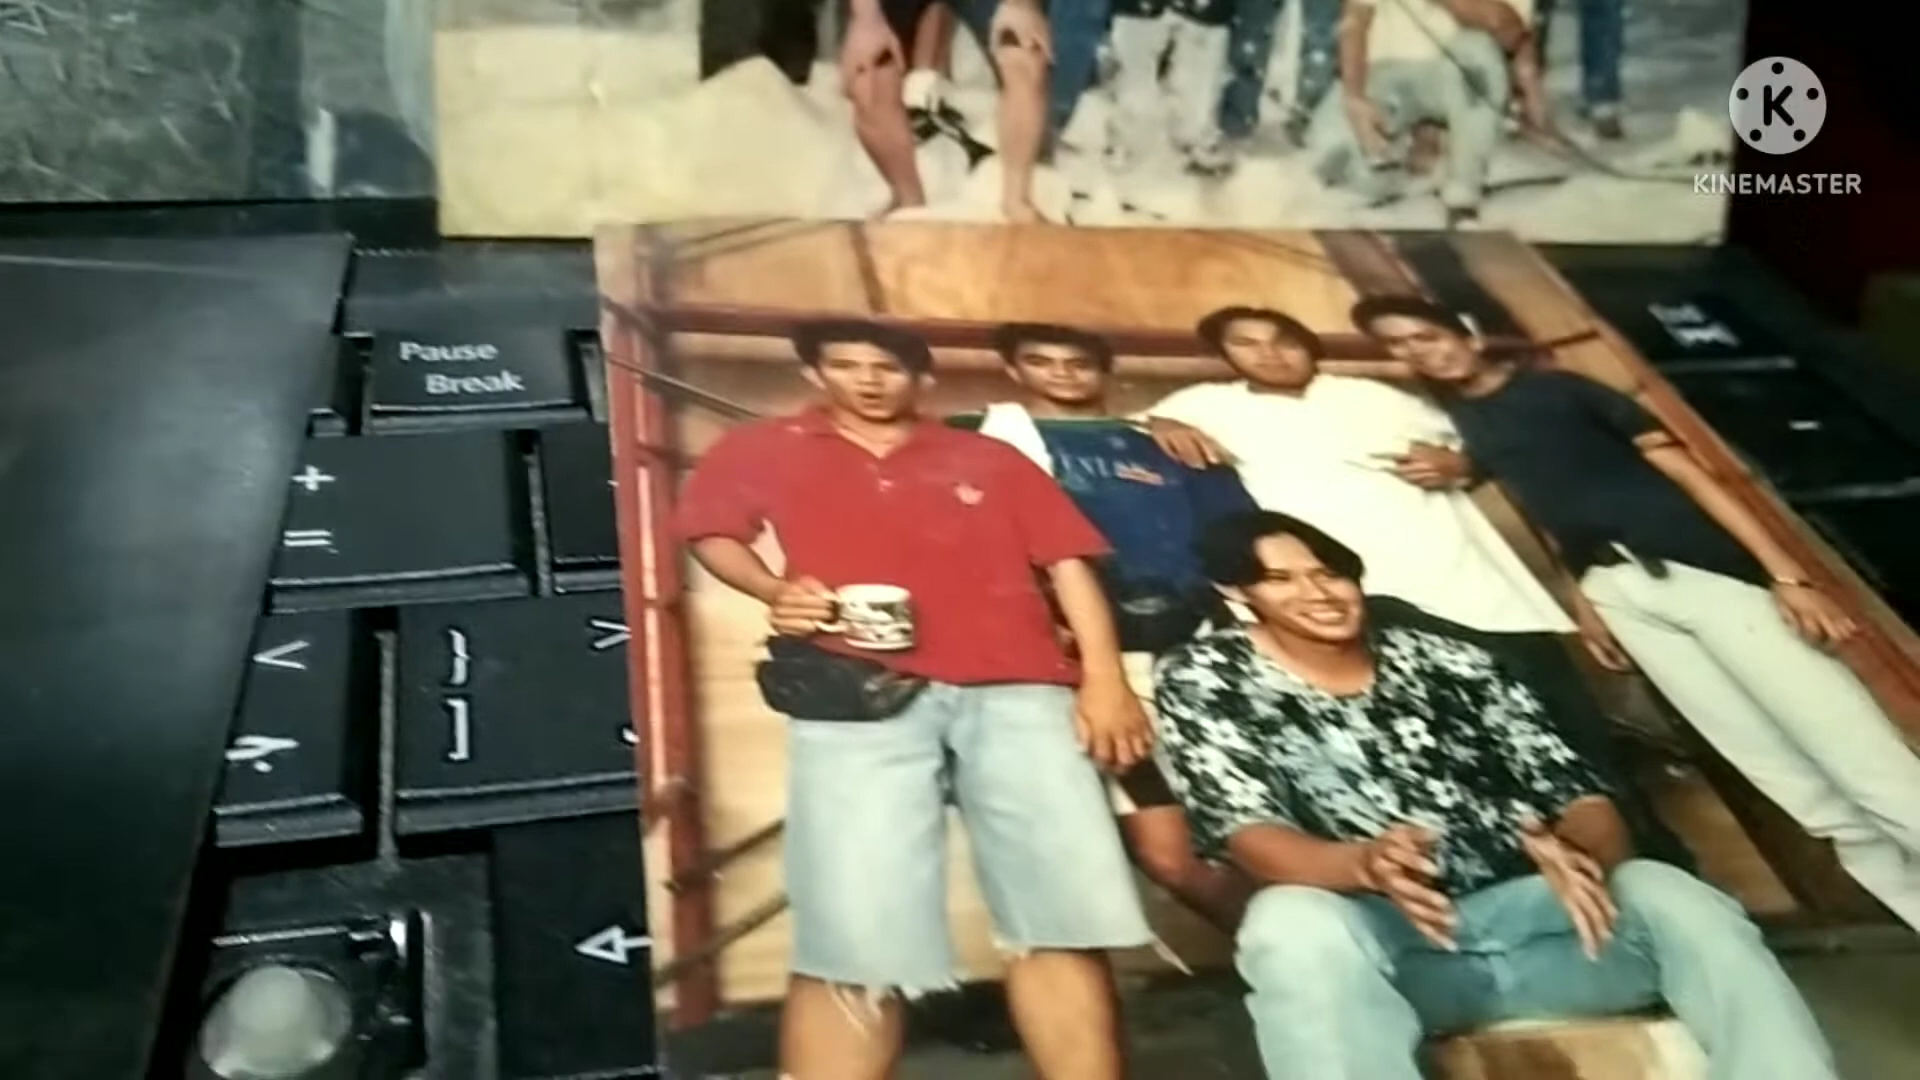 K
KINEMASTER
Pause
Break
+
=
<
}
]
>